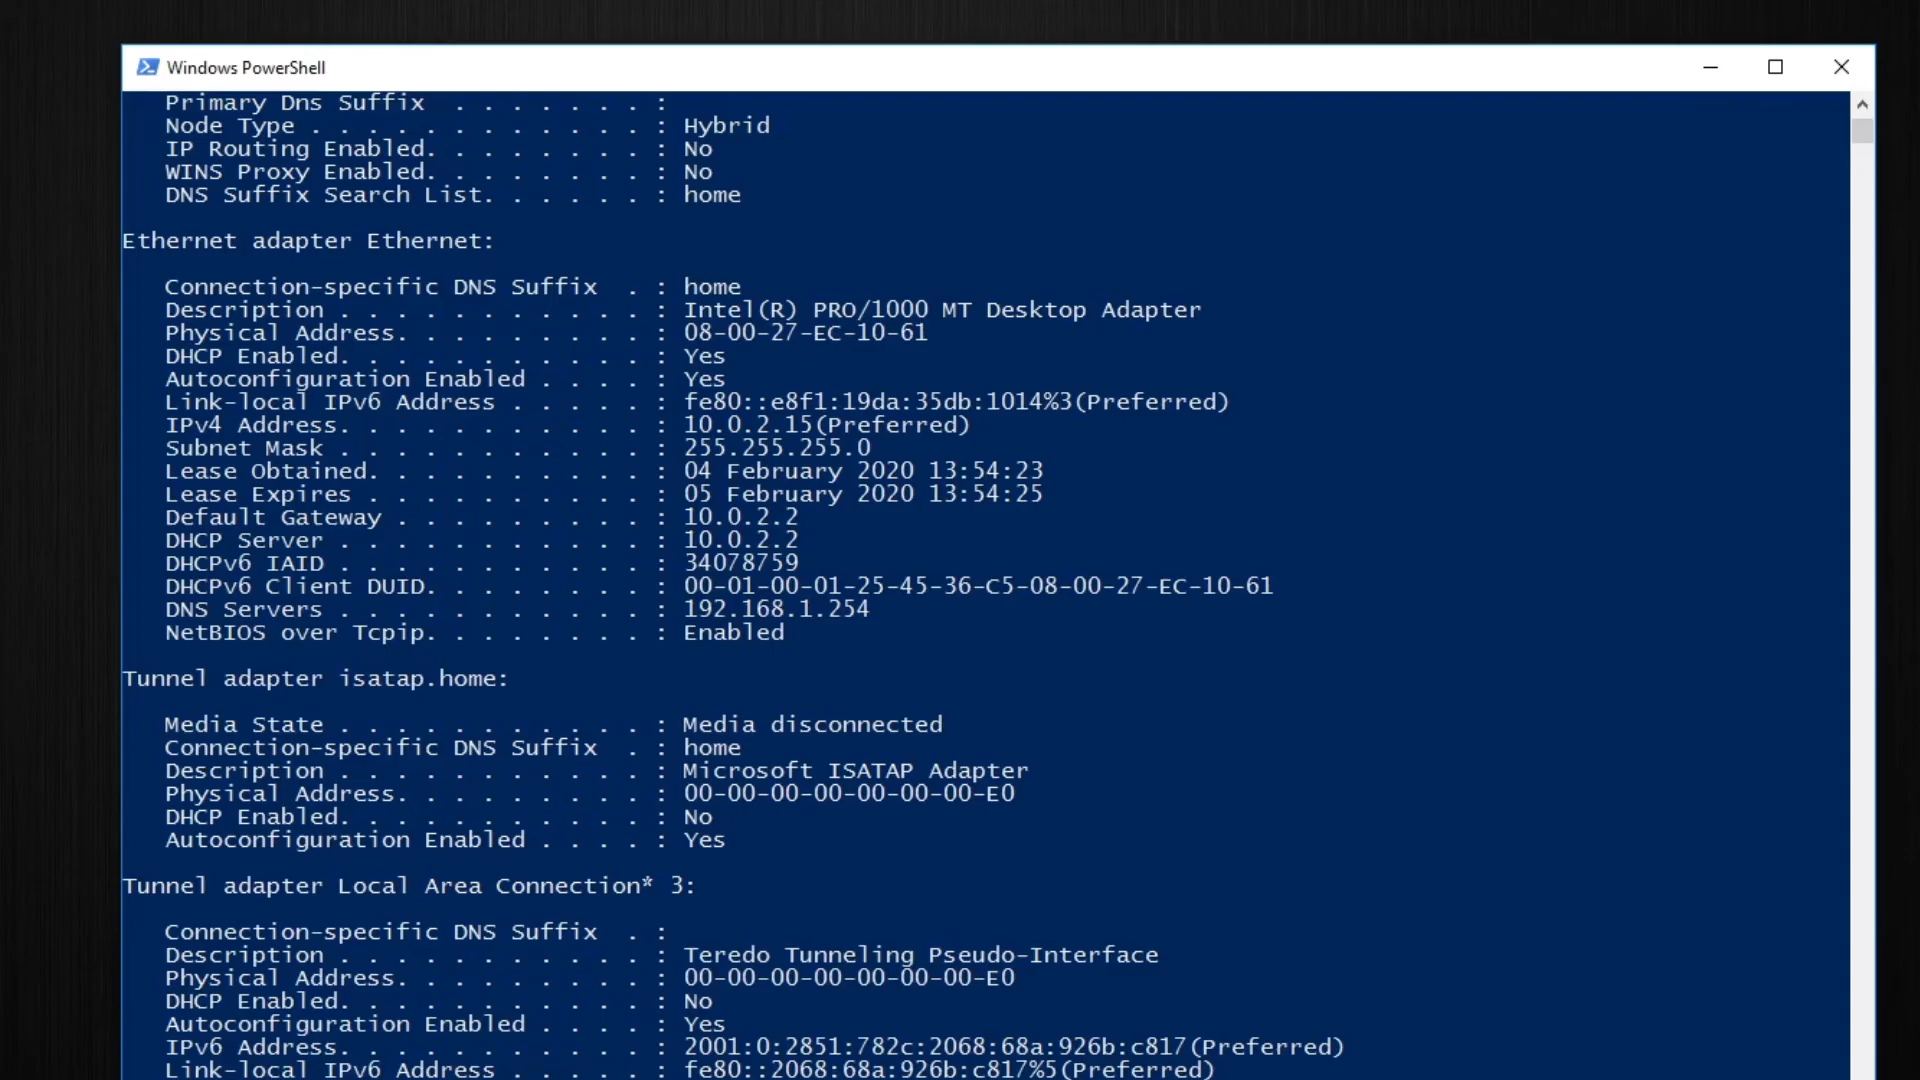 Windows PowerShell
Primary Dns Suffix  . . . . . . . :
Node Type . . . . . . . . . . . . : Hybrid
IP Routing Enabled. . . . . . . . : No
WINS Proxy Enabled. . . . . . . . : No
DNS Suffix Search List. . . . . . : home
Ethernet adapter Ethernet:
Connection-specific DNS Suffix  . : home
Description . . . . . . . . . . . : Intel(R) PRO/1000 MT Desktop Adapter
Physical Address. . . . . . . . . : 08-00-27-EC-10-61
DHCP Enabled. . . . . . . . . . . : Yes
Autoconfiguration Enabled . . . . : Yes
Link-local IPv6 Address . . . . . : fe80::e8f1:19da:35db:1014%3(Preferred)
IPv4 Address. . . . . . . . . . . : 10.0.2.15(Preferred)
Subnet Mask . . . . . . . . . . . : 255.255.255.0
Lease Obtained. . . . . . . . . . : 04 February 2020 13:54:23
Lease Expires . . . . . . . . . . : 05 February 2020 13:54:25
Default Gateway . . . . . . . . . : 10.0.2.2
DHCP Server . . . . . . . . . . . : 10.0.2.2
DHCPv6 IAID . . . . . . . . . . . : 34078759
DHCPv6 Client DUID. . . . . . . . : 00-01-00-01-25-45-36-C5-08-00-27-EC-10-61
DNS Servers . . . . . . . . . . . : 192.168.1.254
NetBIOS over Tcpip. . . . . . . . : Enabled
Tunnel adapter isatap.home:
Media State . . . . . . . . . . . : Media disconnected
Connection-specific DNS Suffix  . : home
Description . . . . . . . . . . . : Microsoft ISATAP Adapter
Physical Address. . . . . . . . . : 00-00-00-00-00-00-00-E0
DHCP Enabled. . . . . . . . . . . : No
Autoconfiguration Enabled . . . . : Yes
Tunnel adapter Local Area Connection* 3:
Connection-specific DNS Suffix  . :
Description . . . . . . . . . . . : Teredo Tunneling Pseudo-Interface
Physical Address. . . . . . . . . : 00-00-00-00-00-00-00-E0
DHCP Enabled. . . . . . . . . . . : No
Autoconfiguration Enabled . . . . : Yes
IPv6 Address. . . . . . . . . . . : 2001:0:2851:782c:2068:68a:926b:c817(Preferred)
Link-local IPv6 Address . . . . . : fe80::2068:68a:926b:c817%5(Preferred)